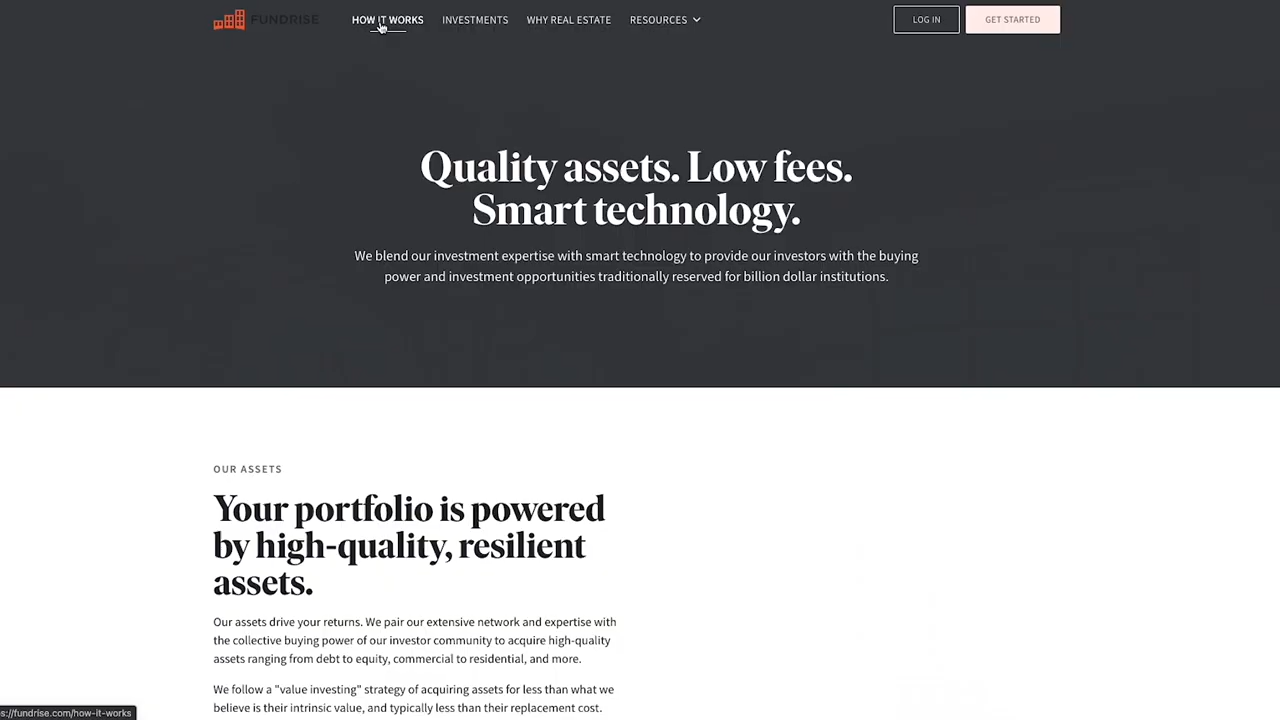 FUNDRISE
HOW IT WORKS
INVESTMENTS
WHY REAL ESTATE
RESOURCES
LOG IN
GET STARTED
Quality assets. Low fees.
Smart technology.
We blend our investment expertise with smart technology to provide our investors with the buying
power and investment opportunities traditionally reserved for billion dollar institutions.
OUR ASSETS
Your portfolio is powered
by high-quality, resilient
assets.
Our assets drive your returns. We pair our extensive network and expertise with
the collective buying power of our investor community to acquire high-quality
assets ranging from debt to equity, commercial to residential, and more.
We follow a "value investing" strategy of acquiring assets for less than what we
believe is their intrinsic value, and typically less than their replacement cost.
s://fundrise.com/how-it-works